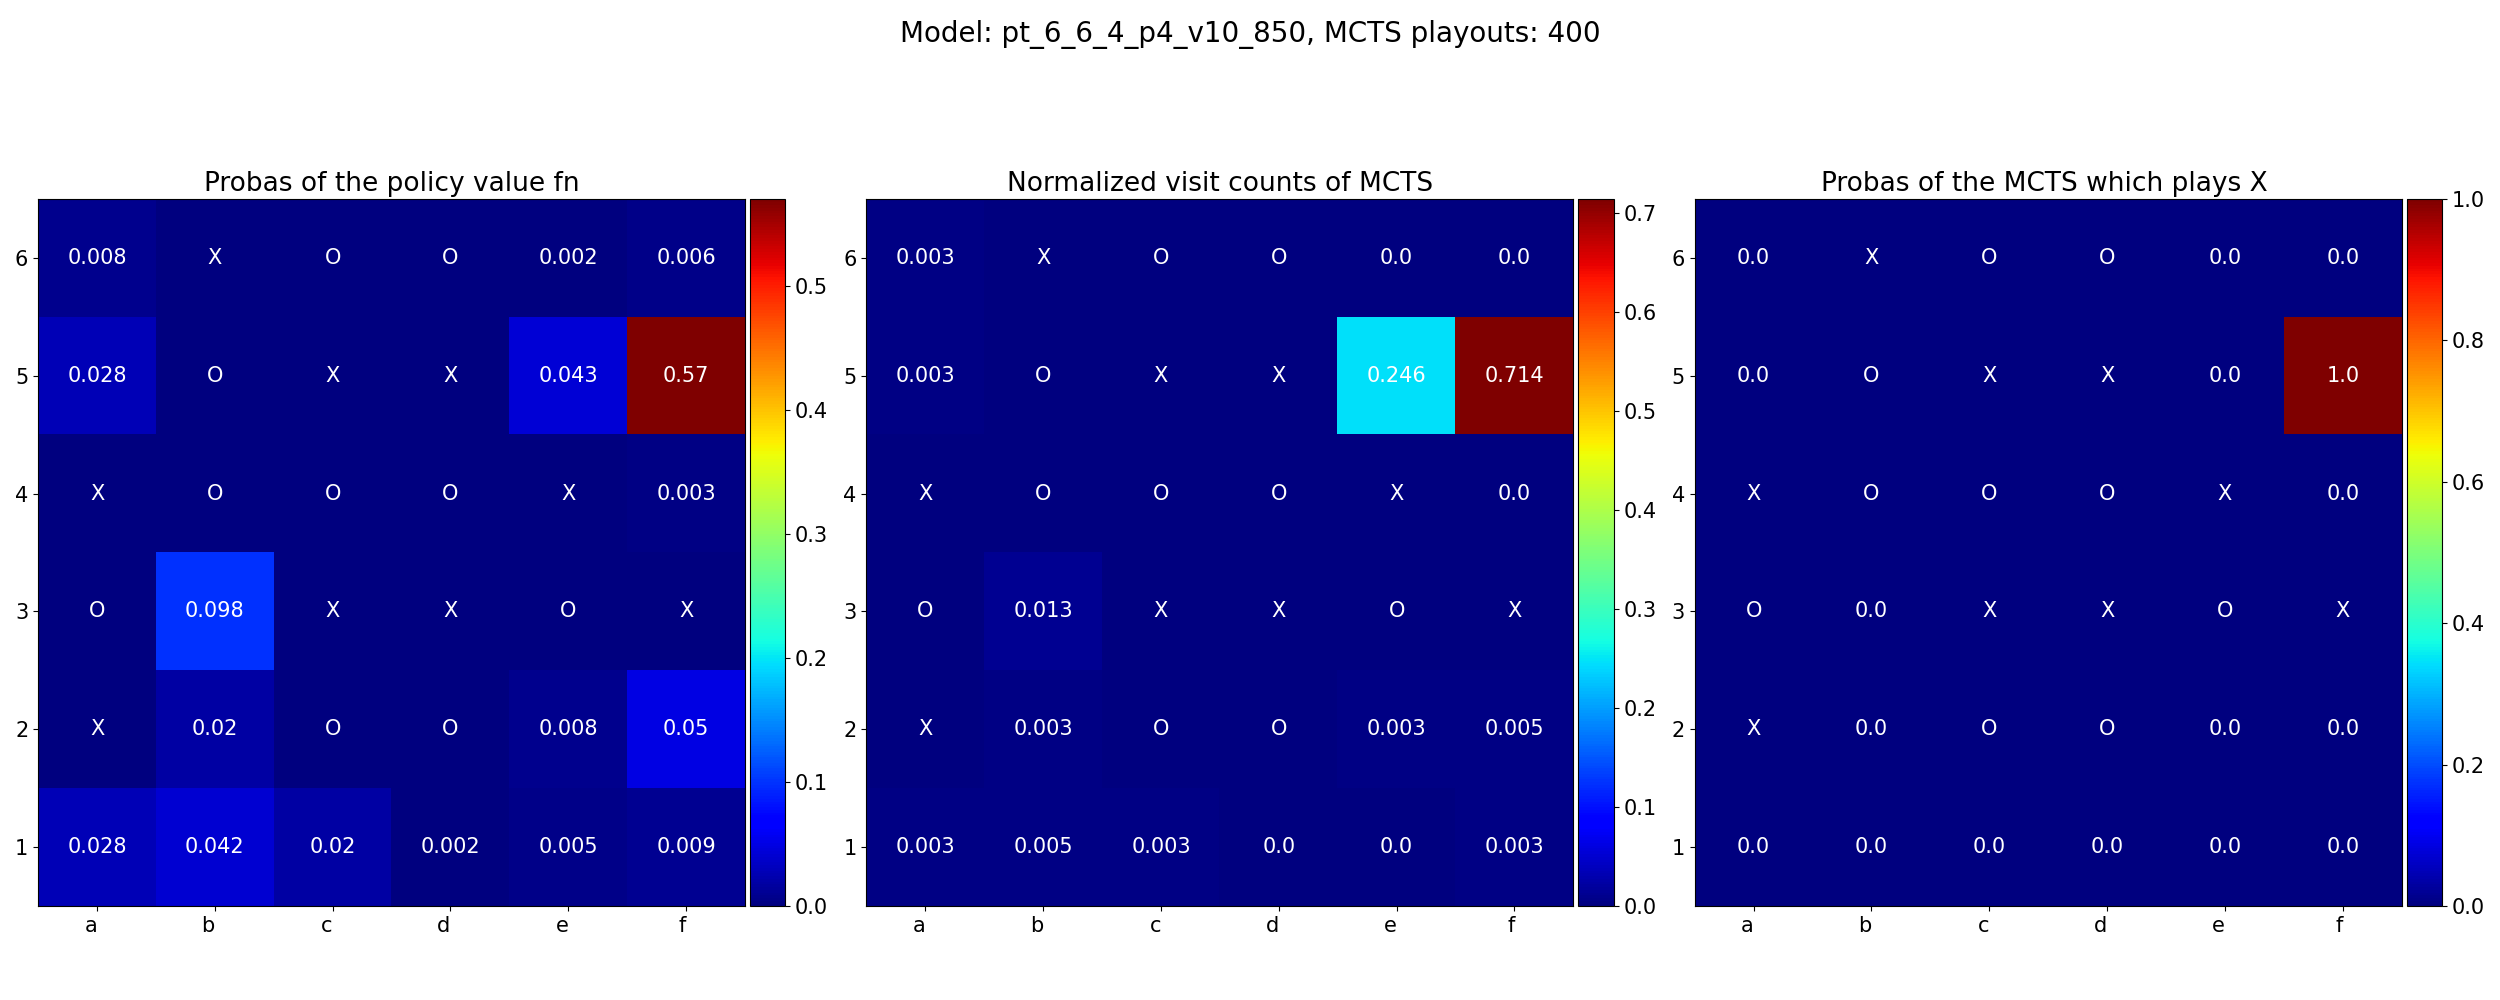 Model: pt_6_6_4_p4_v10_850, MCTS playouts: 400
Probas of the policy value fn
6 0.008 X O O 0.002 0.006
5 0.028 O X X 0.043 0.57
4 X O O O X 0.003
3 O 0.098 X X O X
2 X 0.02 O O 0.008 0.05
1 0.028 0.042 0.02 0.002 0.005 0.009
a b c d e f
0.5
0.4
0.3
0.2
0.1
0.0
Normalized visit counts of MCTS
6 0.003 X O O 0.0 0.0
5 0.003 O X X 0.246 0.714
4 X O O O X 0.0
3 O 0.013 X X O X
2 X 0.003 O O 0.003 0.005
1 0.003 0.005 0.003 0.0 0.0 0.003
a b c d e f
0.7
0.6
0.5
0.4
0.3
0.2
0.1
0.0
Probas of the MCTS which plays X
6 0.0 X O O 0.0 0.0
5 0.0 O X X 0.0 1.0
4 X O O O X 0.0
3 O 0.0 X X O X
2 X 0.0 O O 0.0 0.0
1 0.0 0.0 0.0 0.0 0.0 0.0
a b c d e f
1.0
0.8
0.6
0.4
0.2
0.0